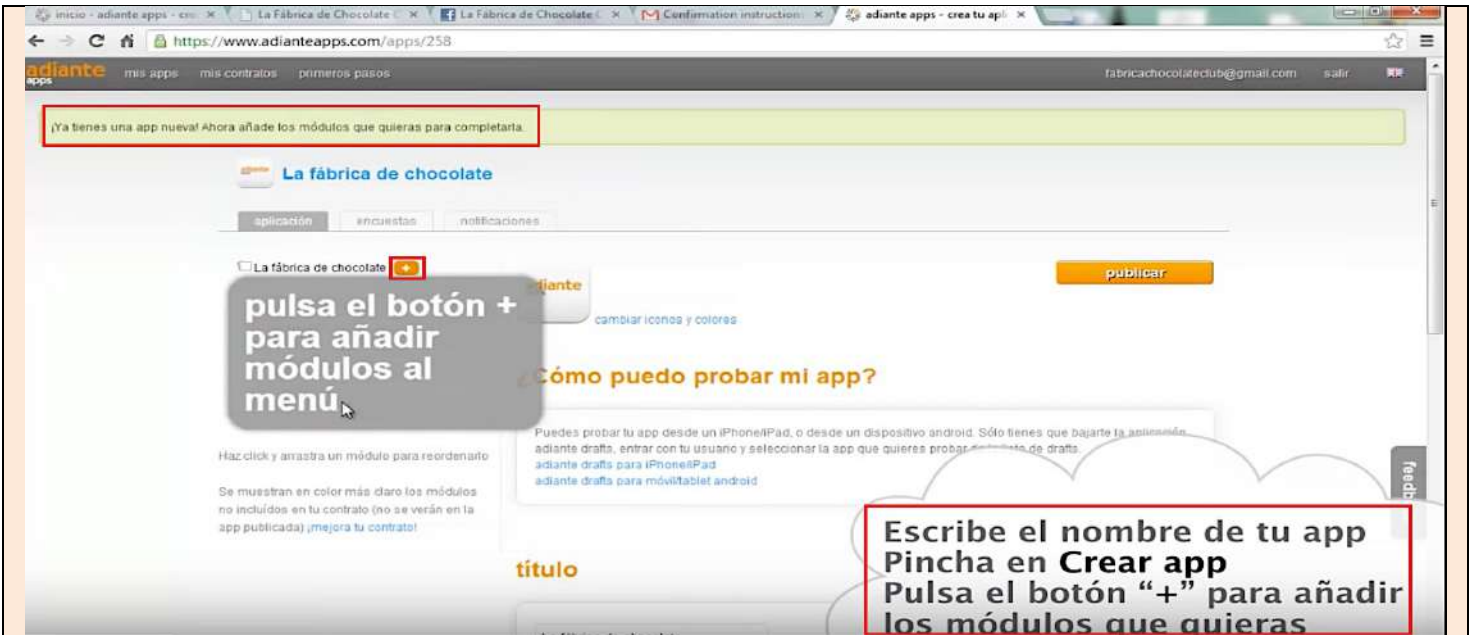 inicio - adiante apps - cre
La Fábrica de Chocolate C
La Fábrica de Chocolate C
Confirmation instructions
adiante apps - crea tu apl
https://www.adianteapps.com/apps/258
adiante apps
mis apps
mis contratos
primeros pasos
fabricachocolateclub@gmail.com
salir
¡Ya tienes una app nueva! Ahora añade los módulos que quieras para completarla.
La fábrica de chocolate
aplicación
encuestas
notificaciones
La fábrica de chocolate +
pulsa el botón +
para añadir
módulos al
menú
Haz click y arrastra un módulo para reordenarlo
Se muestran en color más claro los módulos
no incluídos en tu contrato (no se verán en la
app publicada) ¡mejora tu contrato!
adiante
cambiar iconos y colores
publicar
¿Cómo puedo probar mi app?
Puedes probar tu app desde un iPhone/iPad, o desde un dispositivo android. Sólo tienes que bajarte la aplicación
adiante drafts, entrar con tu usuario y seleccionar la app que quieres probar de drafts.
adiante drafts para iPhone/iPad
adiante drafts para móvil/tablet android
título
feedb
Escribe el nombre de tu app
Pincha en Crear app
Pulsa el botón “+” para añadir
los módulos que quieras